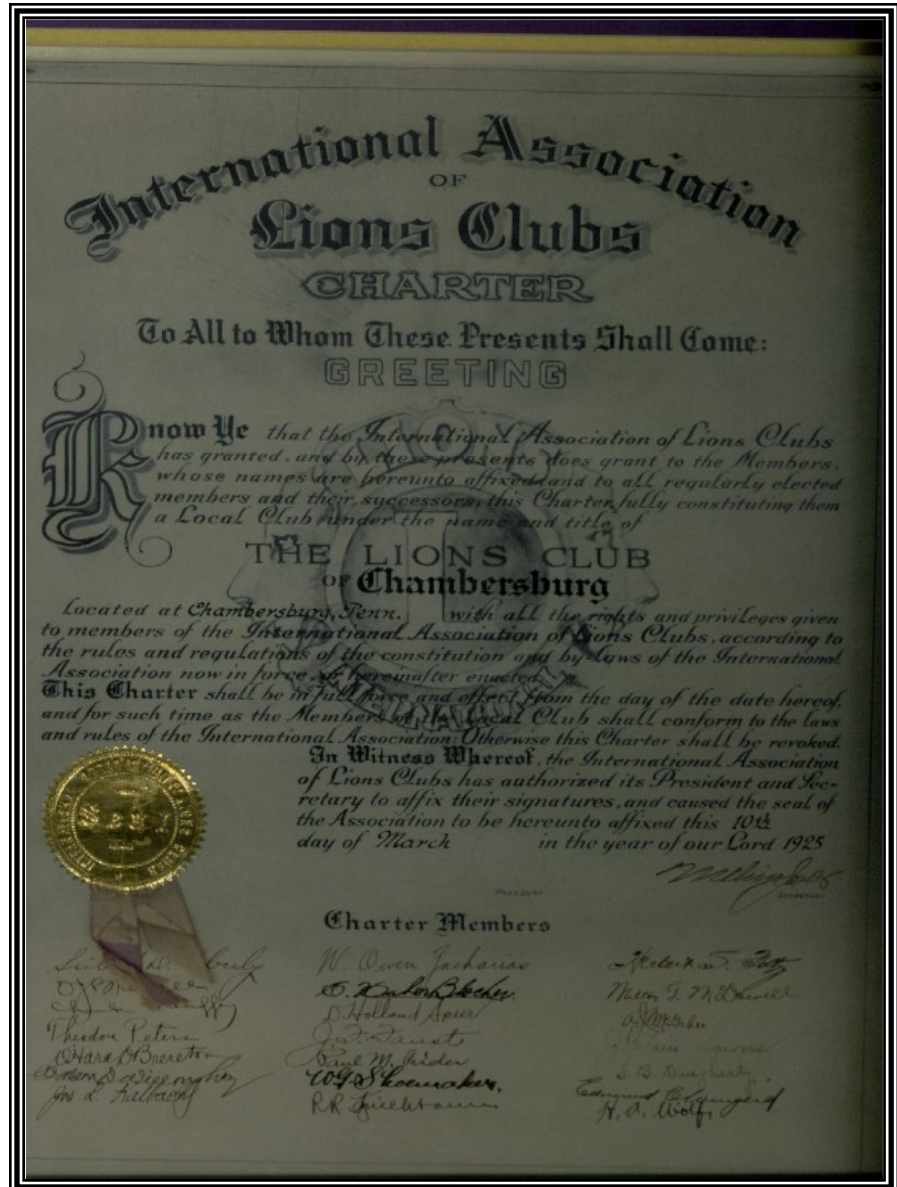 International Association
OF
Lions Clubs
CHARTER
To All to Whom These Presents Shall Come:
GREETING
Know Ye that the International Association of Lions Clubs
has granted, and by these presents does grant to the Members,
whose names are hereunto affixed and to all regularly elected
members and their successors, this Charter fully constituting them
a Local Club under the name and title of
THE LIONS CLUB
OF Chambersburg
Located at Chambersburg, Penn. with all the rights and privileges given
to members of the International Association of Lions Clubs, according to
the rules and regulations of the constitution and by-laws of the International
Association now in force or hereinafter enacted.
This Charter shall be in full force and effect from the day of the date hereof,
and for such time as the Members of the Local Club shall conform to the laws
and rules of the International Association: Otherwise this Charter shall be revoked.
In Witness Whereof, the International Association
of Lions Clubs has authorized its President and Sec-
retary to affix their signatures, and caused the seal of
the Association to be hereunto affixed this 10th
day of March in the year of our Lord 1925
PRESIDENT
SECRETARY
Charter Members
W. Owen Zacharias
D Holland Speer
J. F. Faust
Theodore Peters
Paul M. Crider
W G Shoemaker
S. B. Daugherty
H. A. Wolf